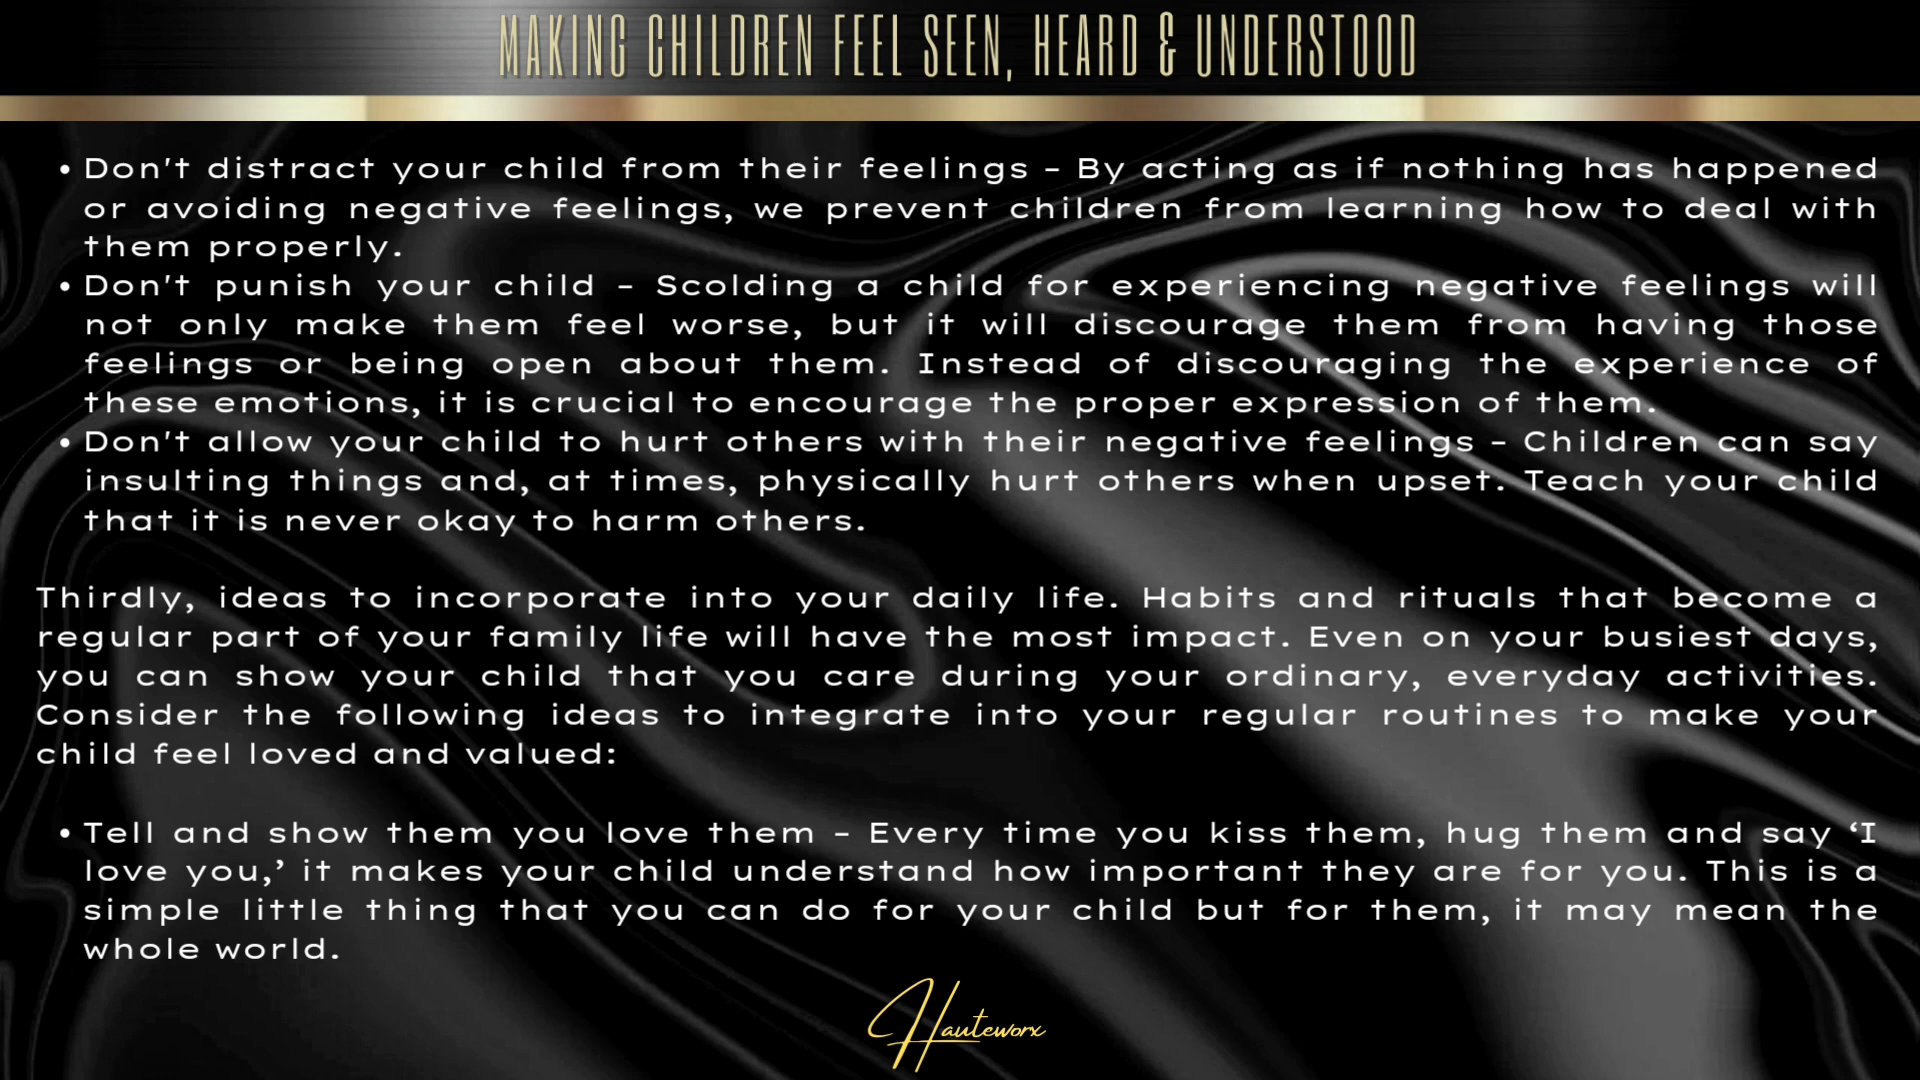 MAKING CHILDREN FEEL SEEN, HEARD & UNDERSTOOD
• Don't distract your child from their feelings – By acting as if nothing has happened
or avoiding negative feelings, we prevent children from learning how to deal with
them properly.
• Don't punish your child – Scolding a child for experiencing negative feelings will
not only make them feel worse, but it will discourage them from having those
feelings or being open about them. Instead of discouraging the experience of
these emotions, it is crucial to encourage the proper expression of them.
• Don't allow your child to hurt others with their negative feelings – Children can say
insulting things and, at times, physically hurt others when upset. Teach your child
that it is never okay to harm others.
Thirdly, ideas to incorporate into your daily life. Habits and rituals that become a
regular part of your family life will have the most impact. Even on your busiest days,
you can show your child that you care during your ordinary, everyday activities.
Consider the following ideas to integrate into your regular routines to make your
child feel loved and valued:
• Tell and show them you love them – Every time you kiss them, hug them and say ‘I
love you,’ it makes your child understand how important they are for you. This is a
simple little thing that you can do for your child but for them, it may mean the
whole world.
Hauteworx